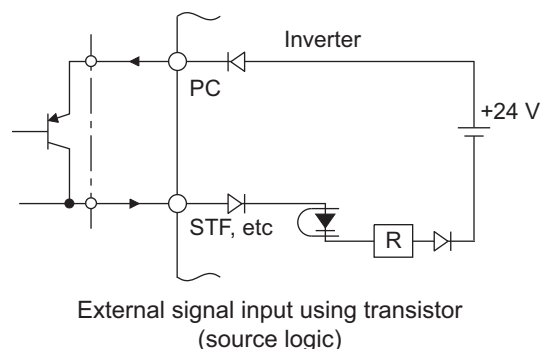 Inverter
PC
+24 V
STF, etc
R
External signal input using transistor
(source logic)